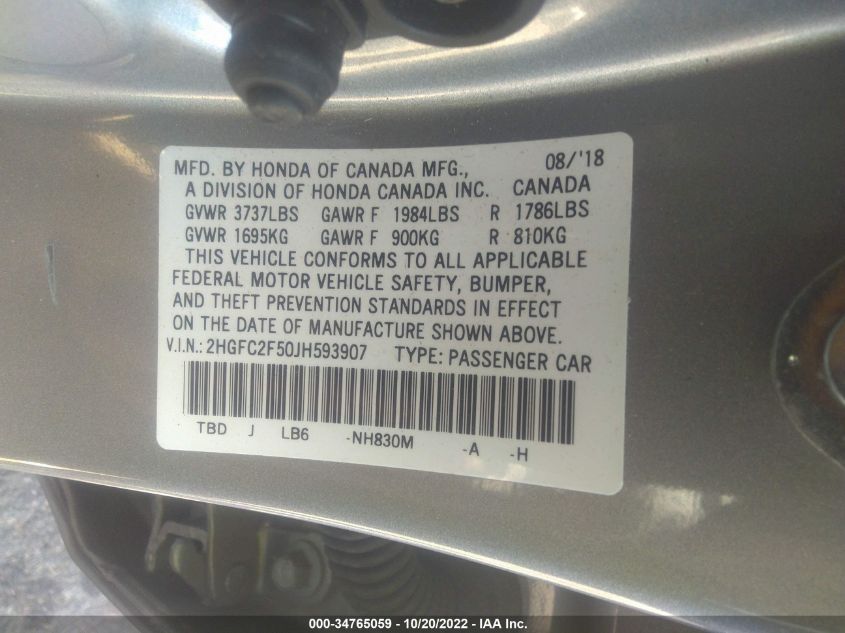 MFD. BY HONDA OF CANADA MFG., 08/'18
A DIVISION OF HONDA CANADA INC. CANADA
GVWR 3737LBS GAWR F 1984LBS R 1786LBS
GVWR 1695KG GAWR F 900KG R 810KG
THIS VEHICLE CONFORMS TO ALL APPLICABLE
FEDERAL MOTOR VEHICLE SAFETY, BUMPER,
AND THEFT PREVENTION STANDARDS IN EFFECT
ON THE DATE OF MANUFACTURE SHOWN ABOVE.
V.I.N.: 2HGFC2F50JH593907 TYPE: PASSENGER CAR
TBD J LB6 -NH830M -A -H
000-34765059 - 10/20/2022 - IAA Inc.